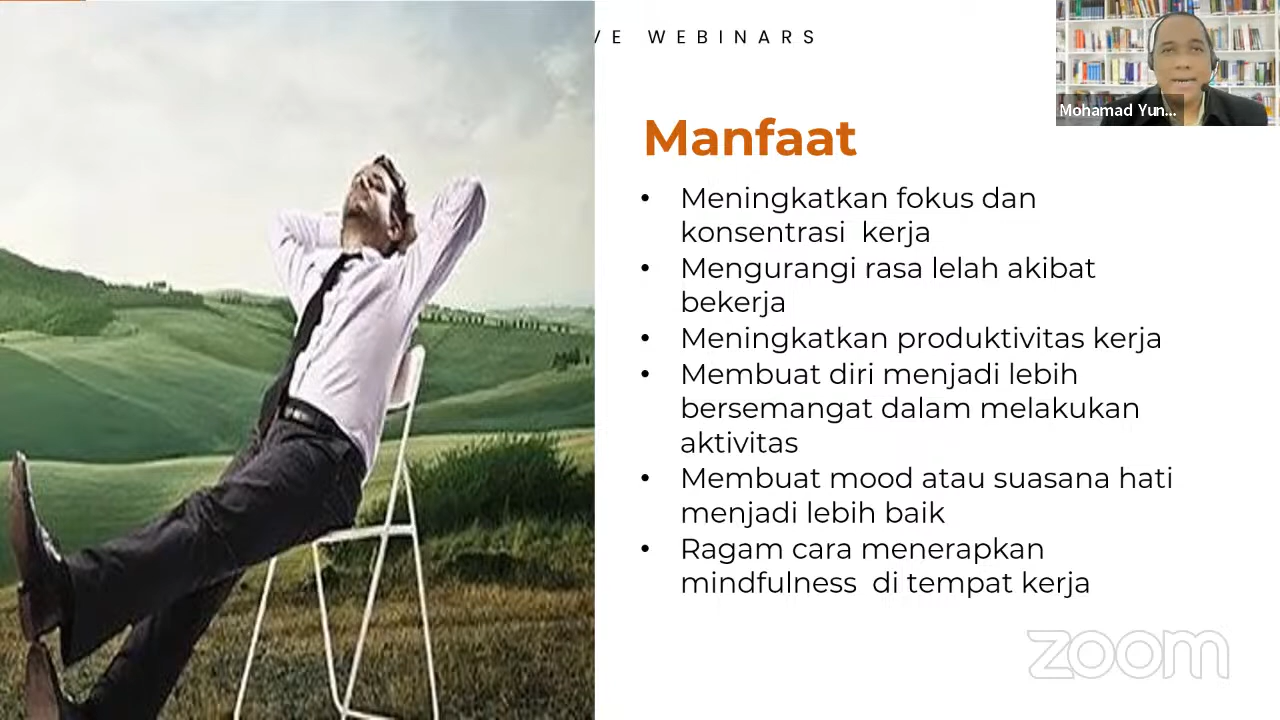 VE WEBINARS
Mohamad Yun...
Manfaat
• Meningkatkan fokus dan
konsentrasi kerja
• Mengurangi rasa lelah akibat
bekerja
• Meningkatkan produktivitas kerja
• Membuat diri menjadi lebih
bersemangat dalam melakukan
aktivitas
• Membuat mood atau suasana hati
menjadi lebih baik
• Ragam cara menerapkan
mindfulness di tempat kerja
zoom